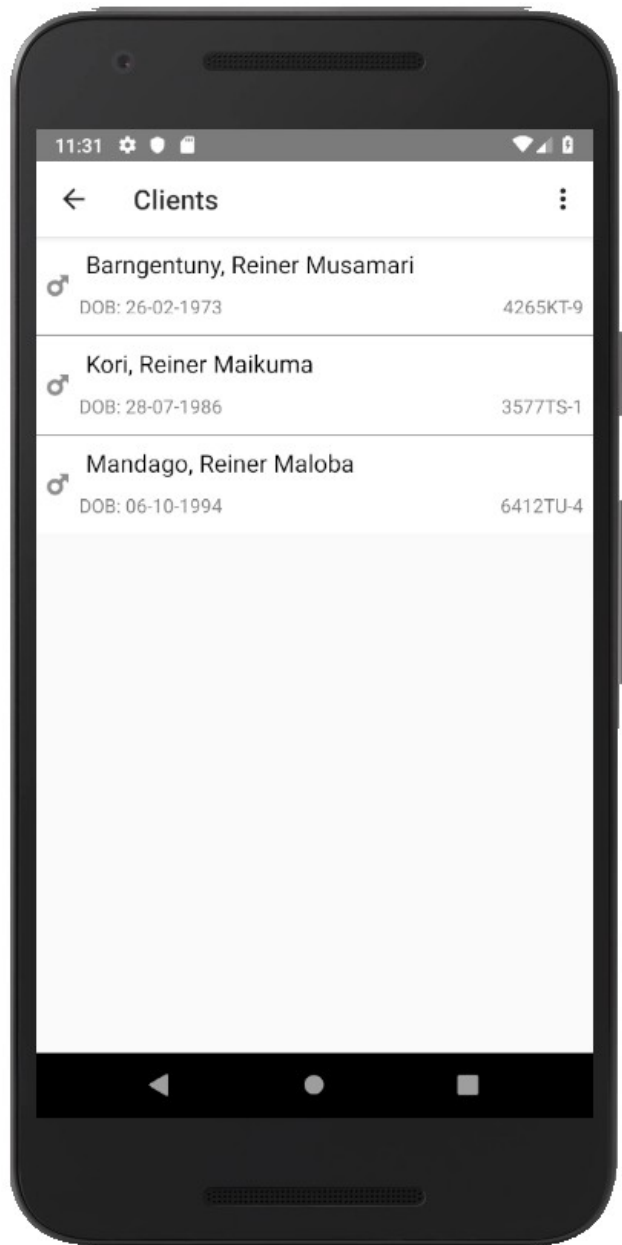 11:31
Clients
Barngentuny, Reiner Musamari
DOB: 26-02-1973 4265KT-9
Kori, Reiner Maikuma
DOB: 28-07-1986 3577TS-1
Mandago, Reiner Maloba
DOB: 06-10-1994 6412TU-4